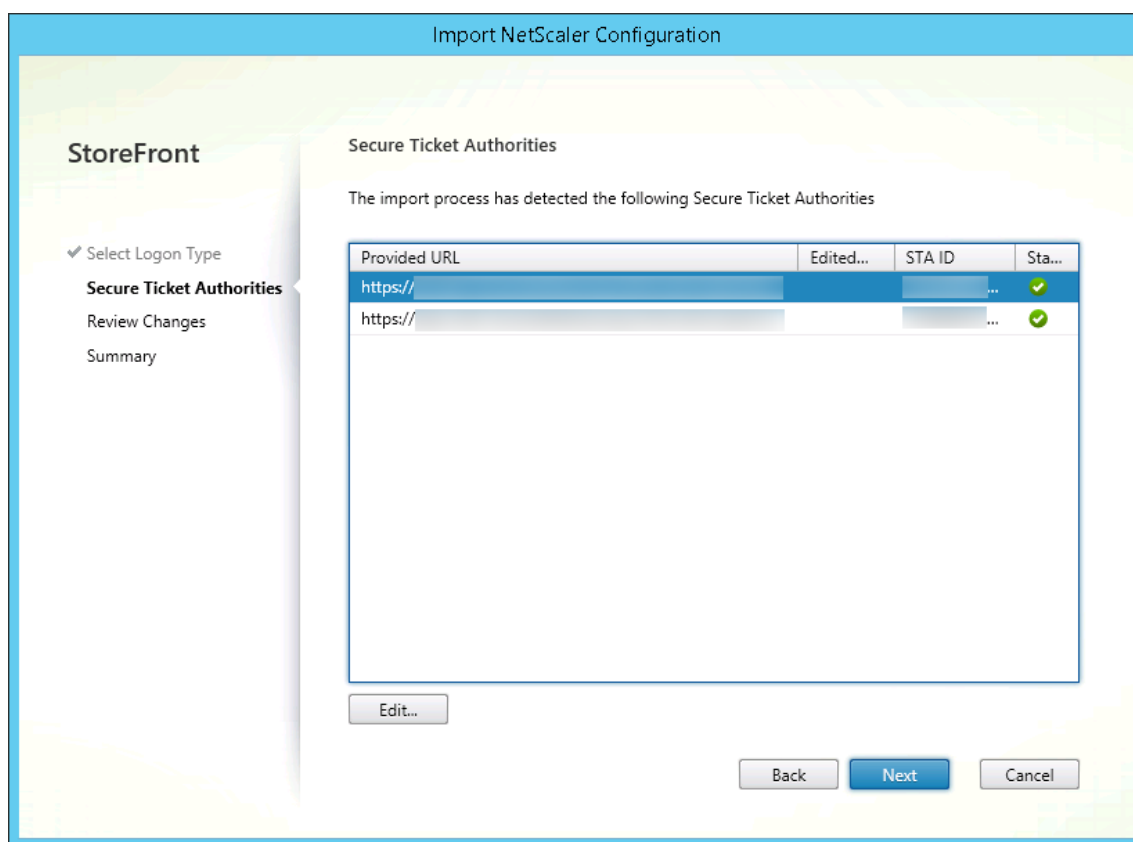 Import NetScaler Configuration
StoreFront
Select Logon Type
Secure Ticket Authorities
Review Changes
Summary
Secure Ticket Authorities
The import process has detected the following Secure Ticket Authorities
Provided URL Edited... STA ID Sta...
https:// ...
https:// ...
Edit...
Back Next Cancel